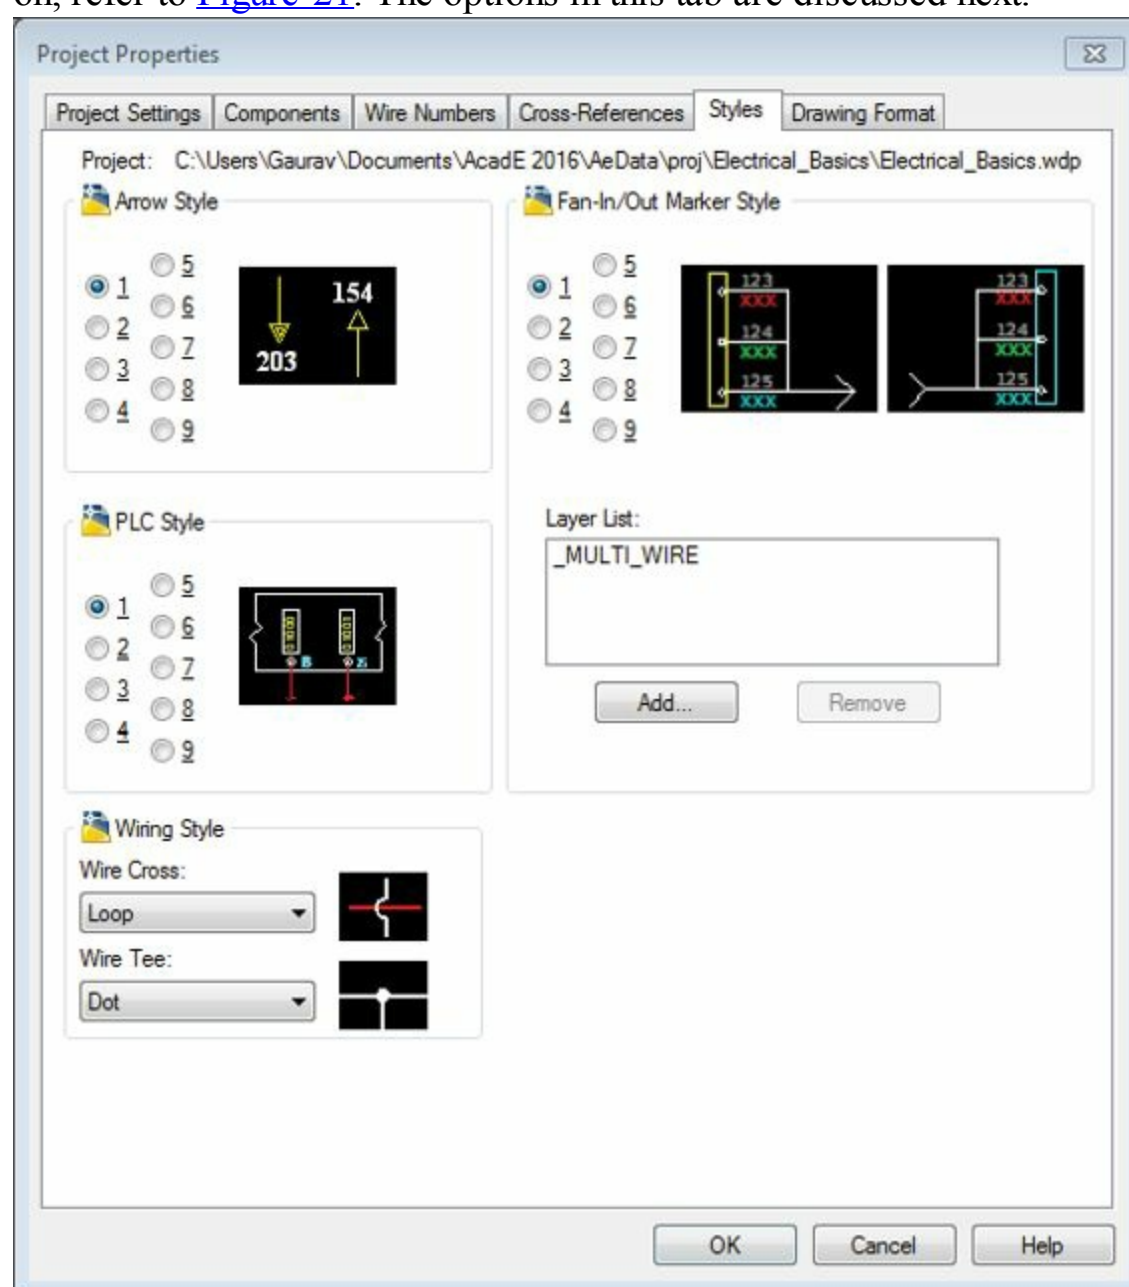 on, refer to Figure-21. The options in this tab are discussed next.
Project Properties
Project Settings Components Wire Numbers Cross-References Styles Drawing Format
Project: C:\Users\Gaurav\Documents\AcadE 2016\AeData\proj\Electrical_Basics\Electrical_Basics.wdp
Arrow Style
1
2
3
4
5
6
7
8
9
203
154
Fan-In/Out Marker Style
1
2
3
4
5
6
7
8
9
123
XXX
124
XXX
125
XXX
123
XXX
124
XXX
125
XXX
PLC Style
1
2
3
4
5
6
7
8
9
Layer List:
_MULTI_WIRE
Add... Remove
Wiring Style
Wire Cross:
Loop
Wire Tee:
Dot
OK Cancel Help